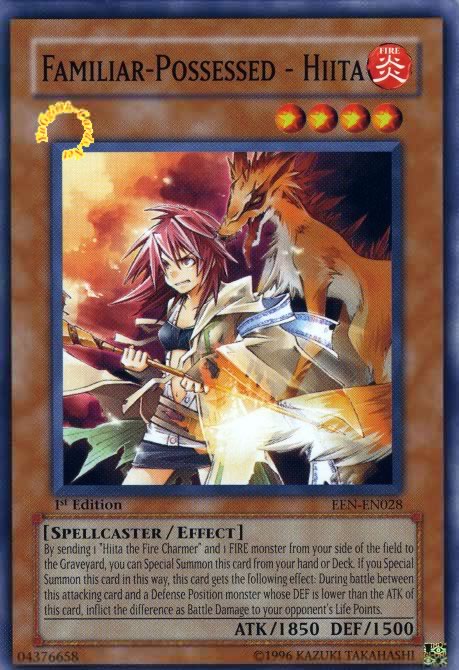 FAMILIAR-POSSESSED - HIITA
FIRE
炎
1st Edition
EEN-EN028
[SPELLCASTER / EFFECT]
By sending 1 "Hiita the Fire Charmer" and 1 FIRE monster from your side of the field to
the Graveyard, you can Special Summon this card from your hand or Deck. If you Special
Summon this card in this way, this card gets the following effect: During battle between
this attacking card and a Defense Position monster whose DEF is lower than the ATK of
this card, inflict the difference as Battle Damage to your opponent's Life Points.
ATK/1850 DEF/1500
04376658
©1996 KAZUKI TAKAHASHI